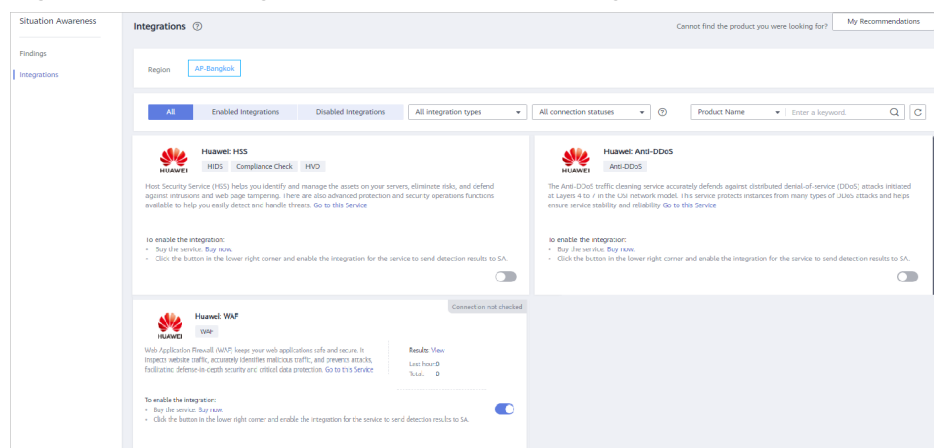 Situation Awareness
Findings
Integrations
Integrations
Cannot find the product you were looking for?
My Recommendations
Region
AP-Bangkok
All
Enabled Integrations
Disabled Integrations
All integration types
All connection statuses
Product Name
Enter a keyword.
HUAWEI
Huawei: HSS
HIDS Compliance Check HVO
Host Security Service (HSS) helps you identify and manage the assets on your servers, eliminate risks, and defend
against intrusions and web page tampering. There are also advanced protection and security operations functions
available to help you easily detect and handle threats. Go to this Service
To enable the integration:
• Buy the service. Buy now.
• Click the button in the lower right corner and enable the integration for the service to send detection results to SA.
HUAWEI
Huawei: Anti-DDoS
Anti-DDoS
The Anti-DDoS traffic cleaning service accurately defends against distributed denial-of-service (DDoS) attacks initiated
at Layers 4 to 7 in the OSI network model. This service protects instances from many types of DDoS attacks and helps
ensure service stability and reliability Go to this Service
To enable the integration:
• Buy the service. Buy now.
• Click the button in the lower right corner and enable the integration for the service to send detection results to SA.
Connection not checked
HUAWEI
Huawei: WAF
WAF
Web Application Firewall (WAF) keeps your web applications safe and secure. It
inspects website traffic, accurately identifies malicious traffic, and prevents attacks,
facilitating defense-in-depth security and critical data protection. Go to this Service
Results: View
Last hour: 0
Total: 0
To enable the integration:
• Buy the service. Buy now.
• Click the button in the lower right corner and enable the integration for the service to send detection results to SA.